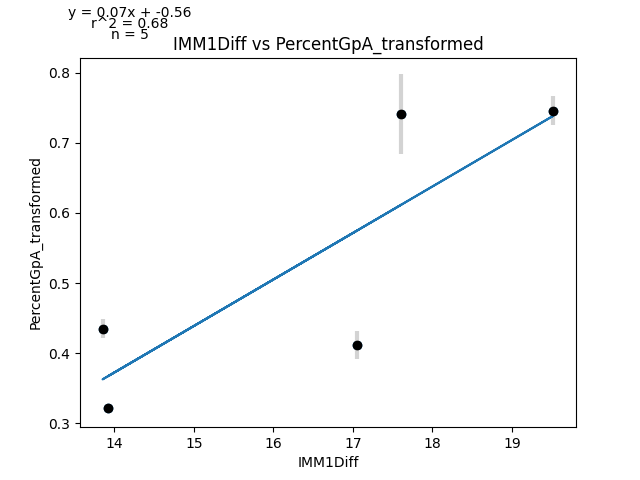 y = 0.07x + -0.56
r^2 = 0.68
n = 5
IMM1Diff vs PercentGpA_transformed
0.8
0.7
0.6
0.5
0.4
0.3
PercentGpA_transformed
14 15 16 17 18 19
IMM1Diff